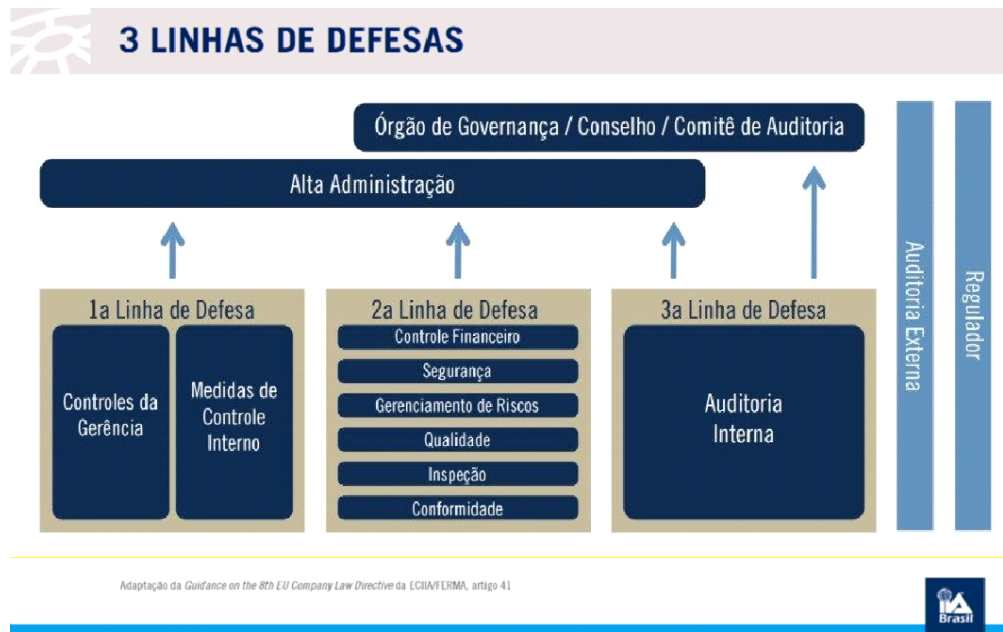 3 LINHAS DE DEFESAS
Órgão de Governança / Conselho / Comitê de Auditoria
Alta Administração
1a Linha de Defesa
Controles da
Gerência
Medidas de
Controle
Interno
2a Linha de Defesa
Controle Financeiro
Segurança
Gerenciamento de Riscos
Qualidade
Inspeção
Conformidade
3a Linha de Defesa
Auditoria
Interna
Auditoria Externa
Regulador
Adaptação da Guidance on the 8th EU Company Law Directive da ECIIA/FERMA, artigo 41
IIA
Brasil